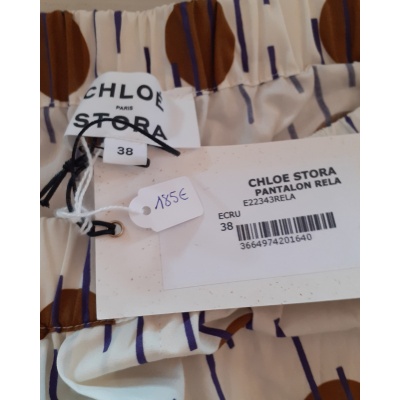 CHLOE
PARIS
STORA
38
185€
CHLOE STORA
PANTALON RELA
E22343RELA
ECRU
38
3664974201640